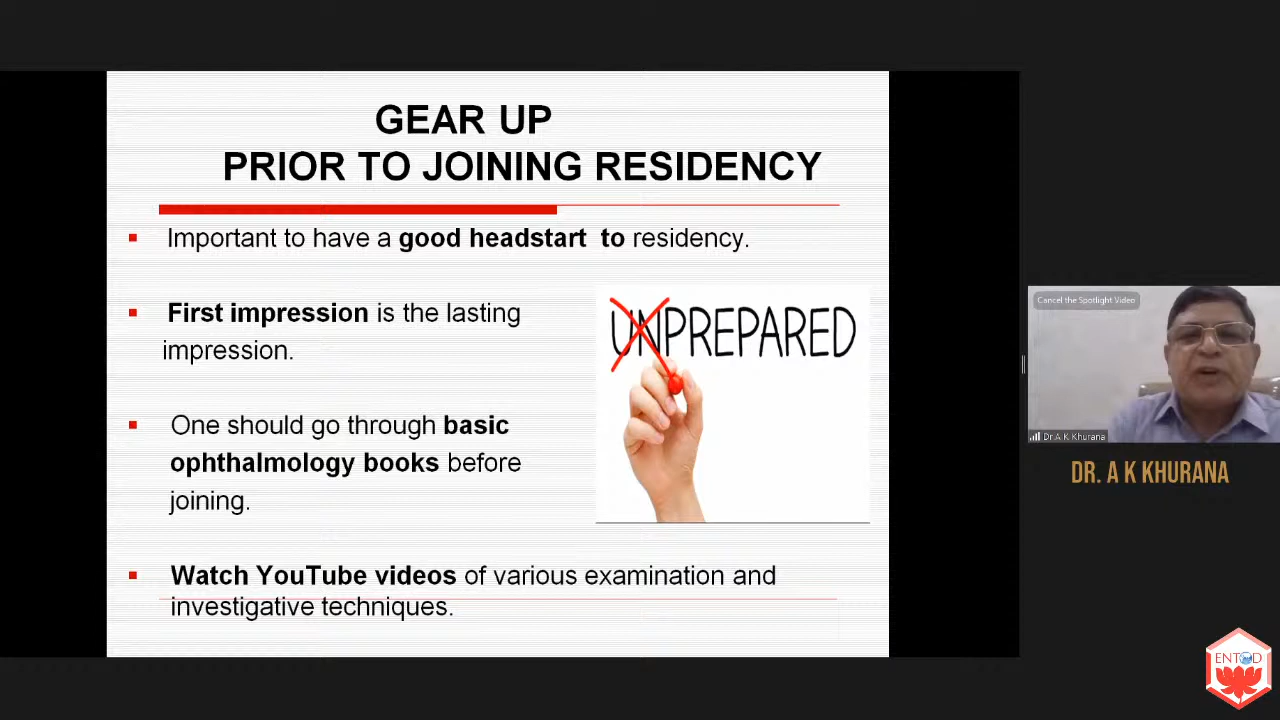 GEAR UP
PRIOR TO JOINING RESIDENCY
Important to have a good headstart to residency.
First impression is the lasting
impression.
One should go through basic
ophthalmology books before
joining.
Watch YouTube videos of various examination and
investigative techniques.
UNPREPARED
Cancel the Spotlight Video
Dr.A K Khurana
DR. A K KHURANA
ENTOD